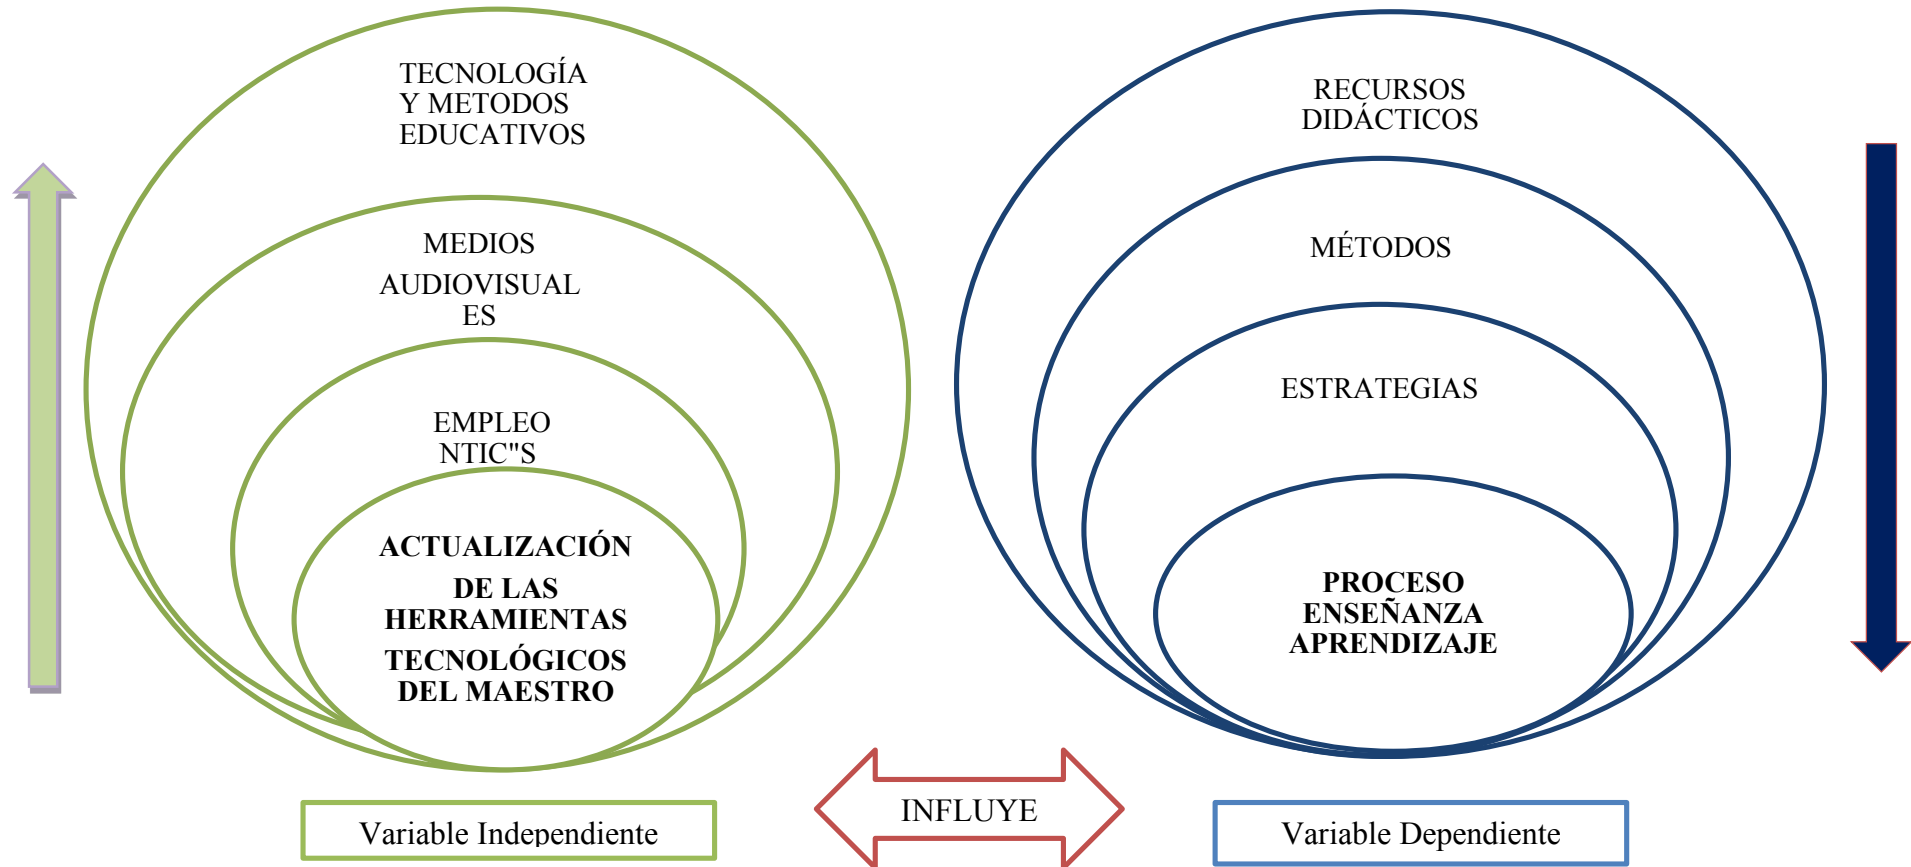 TECNOLOGÍA
Y METODOS
EDUCATIVOS
MEDIOS
AUDIOVISUAL
ES
EMPLEO
NTIC"S
ACTUALIZACIÓN
DE LAS
HERRAMIENTAS
TECNOLÓGICOS
DEL MAESTRO
Variable Independiente
INFLUYE
RECURSOS
DIDÁCTICOS
MÉTODOS
ESTRATEGIAS
PROCESO
ENSEÑANZA
APRENDIZAJE
Variable Dependiente